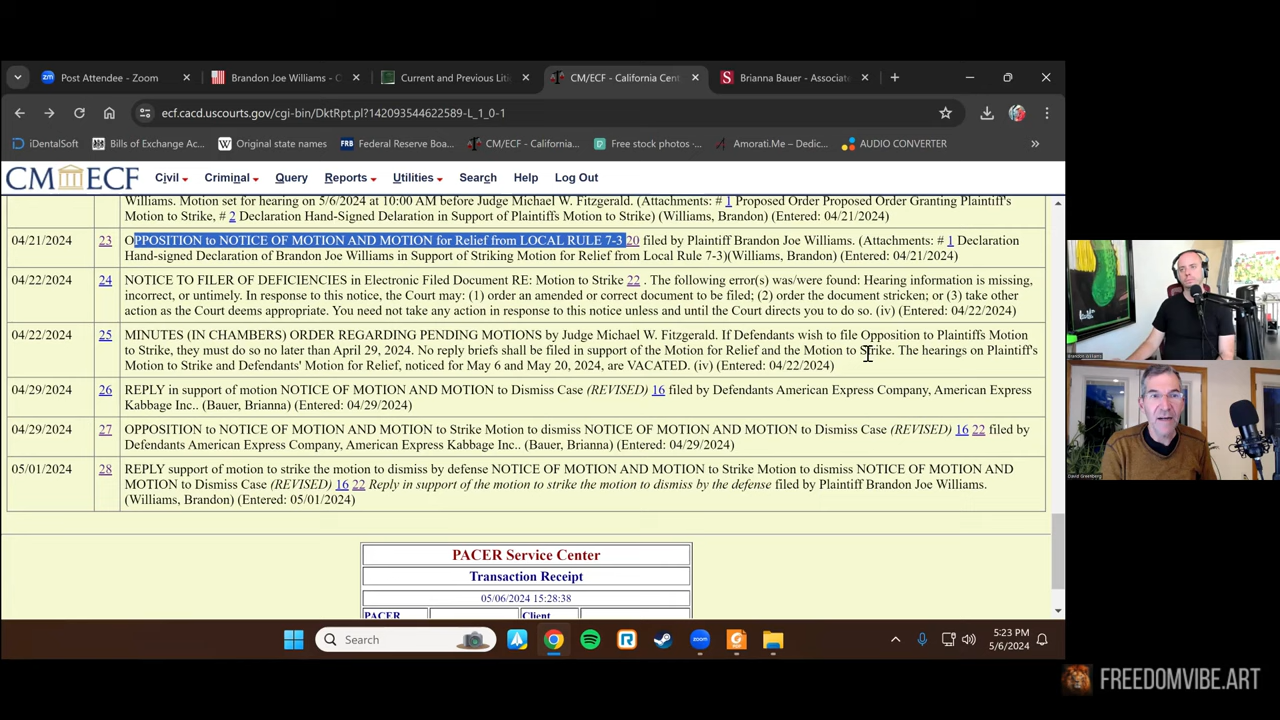 Post Attendee - Zoom
Brandon Joe Williams - C
Current and Previous Liti
CM/ECF - California Cent
Brianna Bauer - Associate
ecf.cacd.uscourts.gov/cgi-bin/DktRpt.pl?142093544622589-L_1_0-1
iDentalSoft
Bills of Exchange Ac...
Original state names
Federal Reserve Boa...
CM/ECF - California...
Free stock photos -...
Amorati.Me – Dedic...
AUDIO CONVERTER
CM ECF
Civil
Criminal
Query
Reports
Utilities
Search
Help
Log Out
Williams. Motion set for hearing on 5/6/2024 at 10:00 AM before Judge Michael W. Fitzgerald. (Attachments: # 1 Proposed Order Proposed Order Granting Plaintiff's
Motion to Strike, # 2 Declaration Hand-Signed Delaration in Support of Plaintiffs Motion to Strike) (Williams, Brandon) (Entered: 04/21/2024)
04/21/2024 23 OPPOSITION to NOTICE OF MOTION AND MOTION for Relief from LOCAL RULE 7-3 20 filed by Plaintiff Brandon Joe Williams. (Attachments: # 1 Declaration
Hand-signed Declaration of Brandon Joe Williams in Support of Striking Motion for Relief from Local Rule 7-3)(Williams, Brandon) (Entered: 04/21/2024)
04/22/2024 24 NOTICE TO FILER OF DEFICIENCIES in Electronic Filed Document RE: Motion to Strike 22 . The following error(s) was/were found: Hearing information is missing,
incorrect, or untimely. In response to this notice, the Court may: (1) order an amended or correct document to be filed; (2) order the document stricken; or (3) take other
action as the Court deems appropriate. You need not take any action in response to this notice unless and until the Court directs you to do so. (iv) (Entered: 04/22/2024)
04/22/2024 25 MINUTES (IN CHAMBERS) ORDER REGARDING PENDING MOTIONS by Judge Michael W. Fitzgerald. If Defendants wish to file Opposition to Plaintiffs Motion
to Strike, they must do so no later than April 29, 2024. No reply briefs shall be filed in support of the Motion for Relief and the Motion to Strike. The hearings on Plaintiff's
Motion to Strike and Defendants' Motion for Relief, noticed for May 6 and May 20, 2024, are VACATED. (iv) (Entered: 04/22/2024)
04/29/2024 26 REPLY in support of motion NOTICE OF MOTION AND MOTION to Dismiss Case (REVISED) 16 filed by Defendants American Express Company, American Express
Kabbage Inc.. (Bauer, Brianna) (Entered: 04/29/2024)
04/29/2024 27 OPPOSITION to NOTICE OF MOTION AND MOTION to Strike Motion to dismiss NOTICE OF MOTION AND MOTION to Dismiss Case (REVISED) 16 22 filed by
Defendants American Express Company, American Express Kabbage Inc.. (Bauer, Brianna) (Entered: 04/29/2024)
05/01/2024 28 REPLY support of motion to strike the motion to dismiss by defense NOTICE OF MOTION AND MOTION to Strike Motion to dismiss NOTICE OF MOTION AND
MOTION to Dismiss Case (REVISED) 16 22 Reply in support of the motion to strike the motion to dismiss by the defense filed by Plaintiff Brandon Joe Williams.
(Williams, Brandon) (Entered: 05/01/2024)
PACER Service Center
Transaction Receipt
05/06/2024 15:28:38
PACER
Client
Search
5:23 PM
5/6/2024
David Greenberg
FREEDOMVIBE.ART